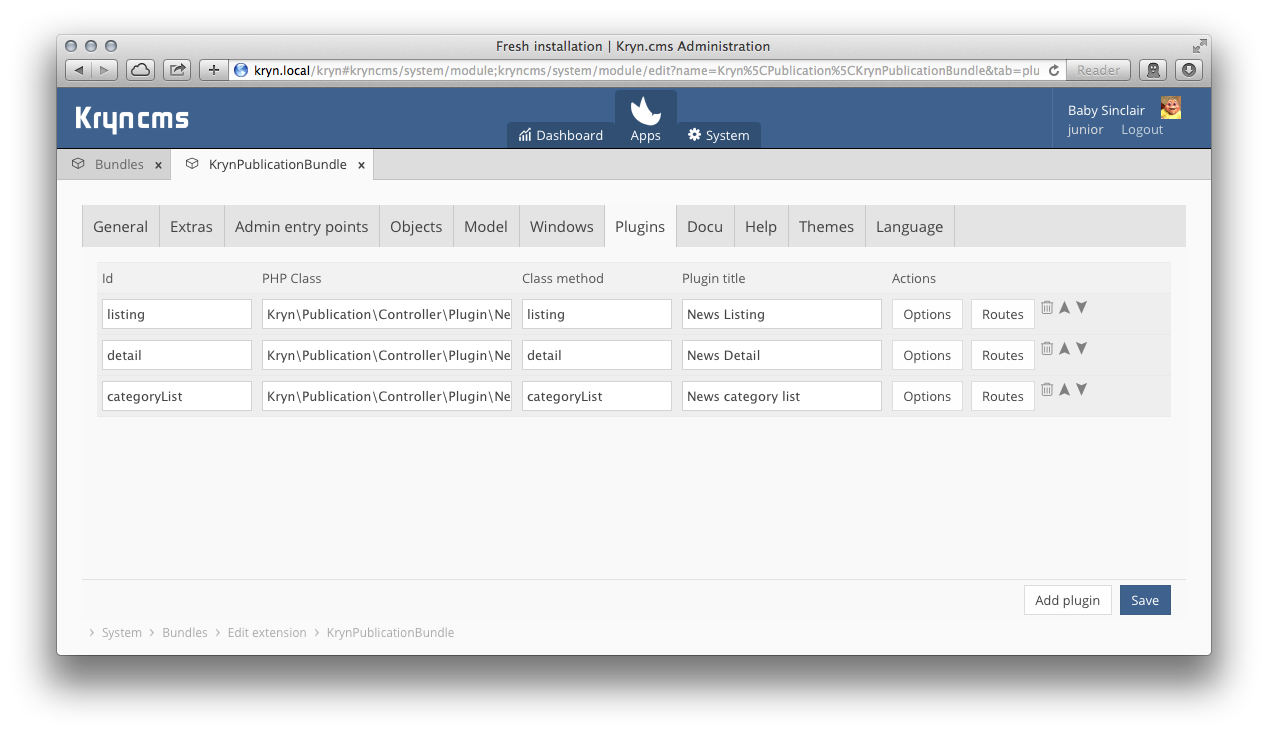 Fresh installation | Kryn.cms Administration
kryn.local/kryn#kryncms/system/module;kryncms/system/module/edit?name=Kryn%5CPublication%5CKrynPublicationBundle&tab=plu
Reader
Kryncms
Dashboard Apps System
Baby Sinclair
junior Logout
Bundles x KrynPublicationBundle x
General Extras Admin entry points Objects Model Windows Plugins Docu Help Themes Language
Id PHP Class Class method Plugin title Actions
listing Kryn\Publication\Controller\Plugin\Ne listing News Listing Options Routes
detail Kryn\Publication\Controller\Plugin\Ne detail News Detail Options Routes
categoryList Kryn\Publication\Controller\Plugin\Ne categoryList News category list Options Routes
Add plugin Save
› System › Bundles › Edit extension › KrynPublicationBundle